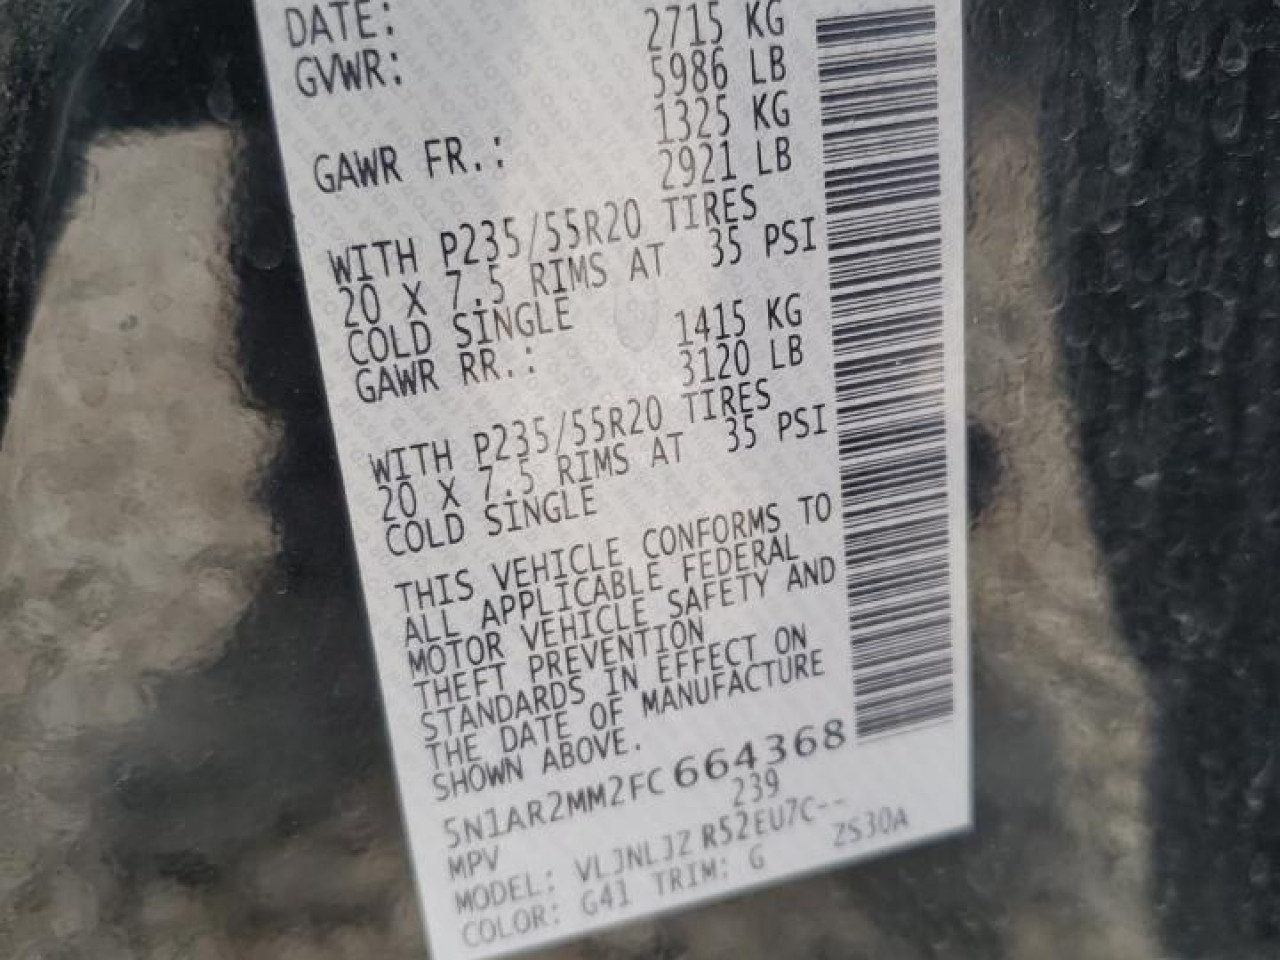 DATE:
2715 KG
GVWR: 5986 LB
1325 KG
GAWR FR.: 2921 LB
WITH P235/55R20 TIRES
20 X 7.5 RIMS AT 35 PSI
COLD SINGLE
1415 KG
GAWR RR.: 3120 LB
WITH P235/55R20 TIRES
20 X 7.5 RIMS AT 35 PSI
COLD SINGLE
THIS VEHICLE CONFORMS TO
ALL APPLICABLE FEDERAL
MOTOR VEHICLE SAFETY AND
THEFT PREVENTION
STANDARDS IN EFFECT ON
THE DATE OF MANUFACTURE
SHOWN ABOVE.
5N1AR2MM2FC664368
MPV 239
MODEL: VLJNLJZ R52EU7C--
COLOR: G41 TRIM: G ZS30A